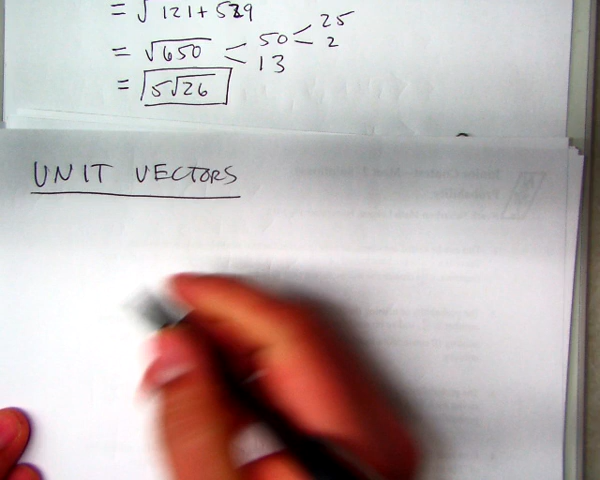 = √121+529
= √650 < 50 < 25
2
13
= 5√26
UNIT VECTORS